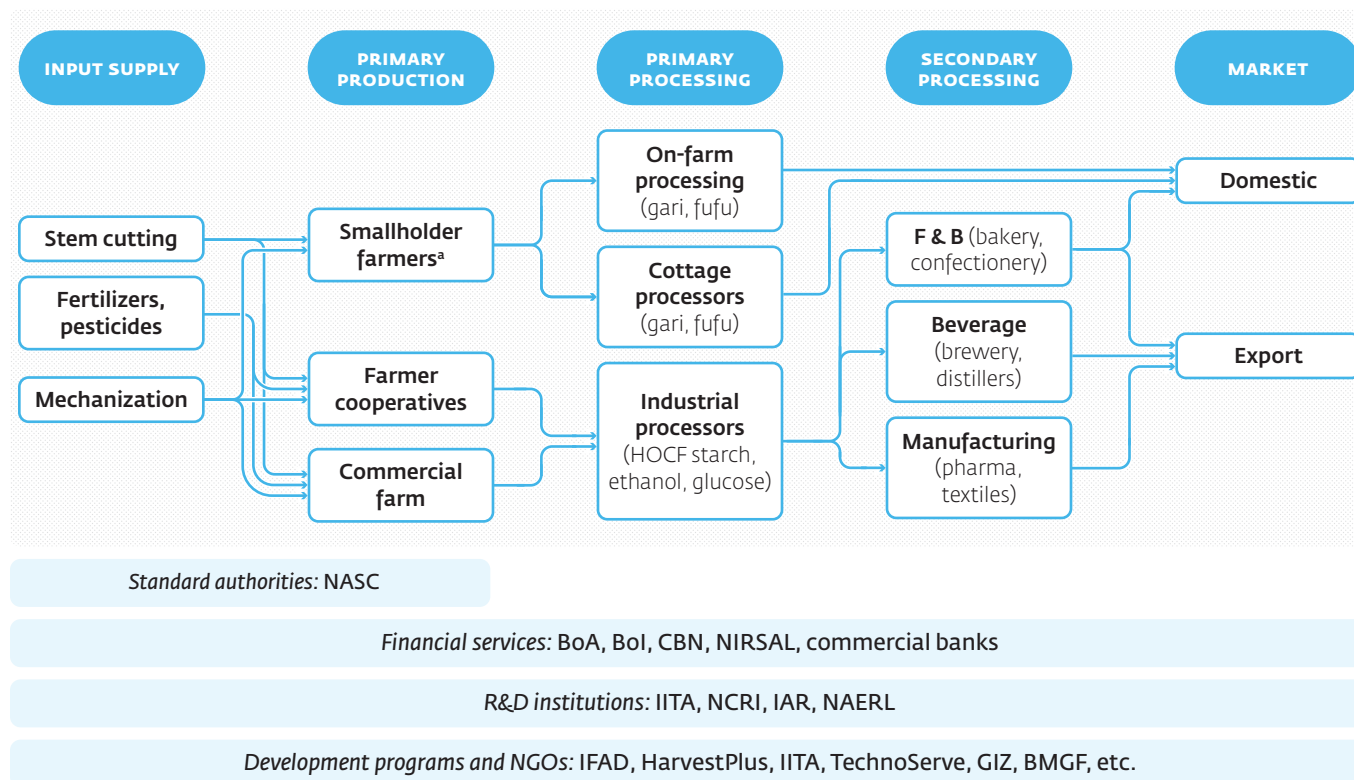 INPUT SUPPLY
PRIMARY
PRODUCTION
PRIMARY
PROCESSING
SECONDARY
PROCESSING
MARKET
Stem cutting
Fertilizers,
pesticides
Mechanization
Smallholder
farmersᵃ
Farmer
cooperatives
Commercial
farm
On-farm
processing
(gari, fufu)
Cottage
processors
(gari, fufu)
Industrial
processors
(HOCF starch,
ethanol, glucose)
F & B (bakery,
confectionery)
Beverage
(brewery,
distillers)
Manufacturing
(pharma,
textiles)
Domestic
Export
Standard authorities: NASC
Financial services: BoA, BoI, CBN, NIRSAL, commercial banks
R&D institutions: IITA, NCRI, IAR, NAERL
Development programs and NGOs: IFAD, HarvestPlus, IITA, TechnoServe, GIZ, BMGF, etc.